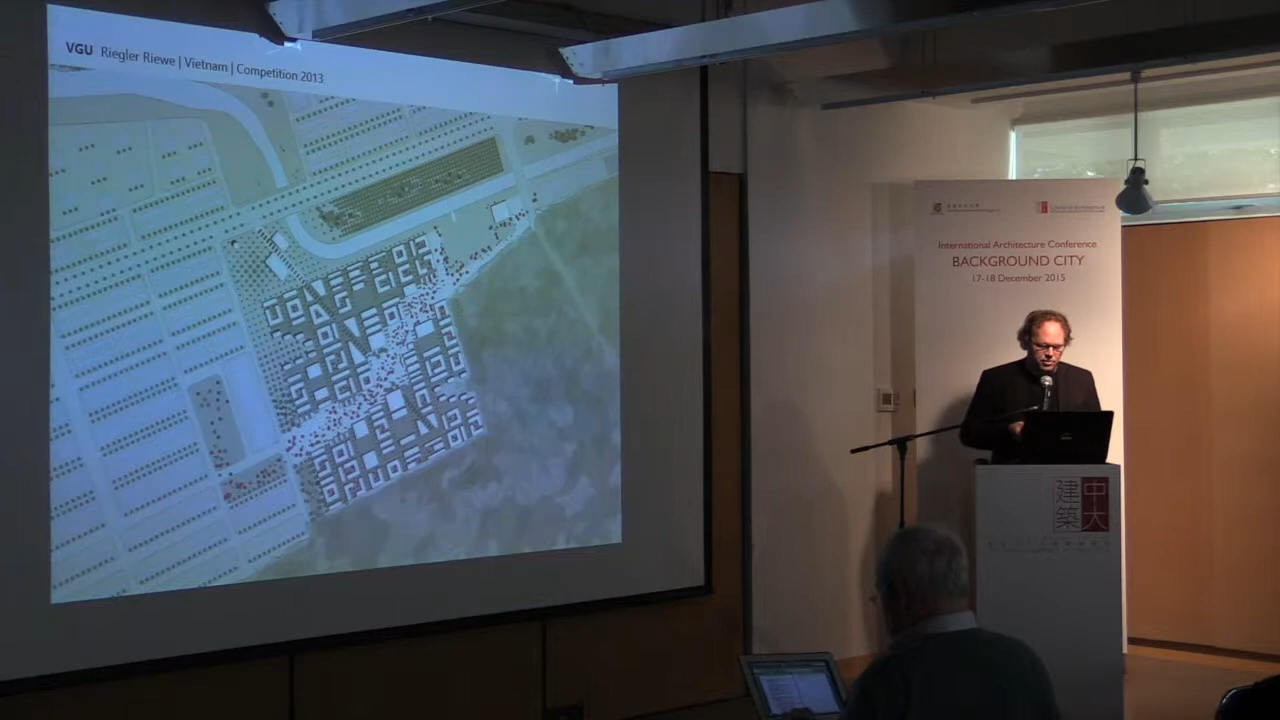 VGU Riegler Riewe | Vietnam | Competition 2013
International Architecture Conference
BACKGROUND CITY
17-18 December 2015
建 中
築 大